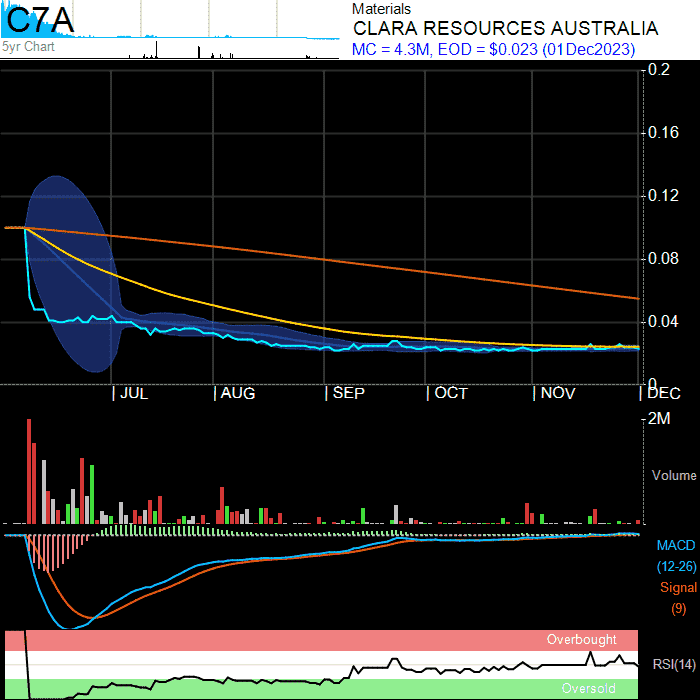 C7A
5yr Chart
Materials
CLARA RESOURCES AUSTRALIA
MC = 4.3M, EOD = $0.023 (01Dec2023)
0.2
0.16
0.12
0.08
0.04
0
JUL AUG SEP OCT NOV DEC
2M
Volume
MACD
(12-26)
Signal
(9)
Overbought
RSI(14)
Oversold